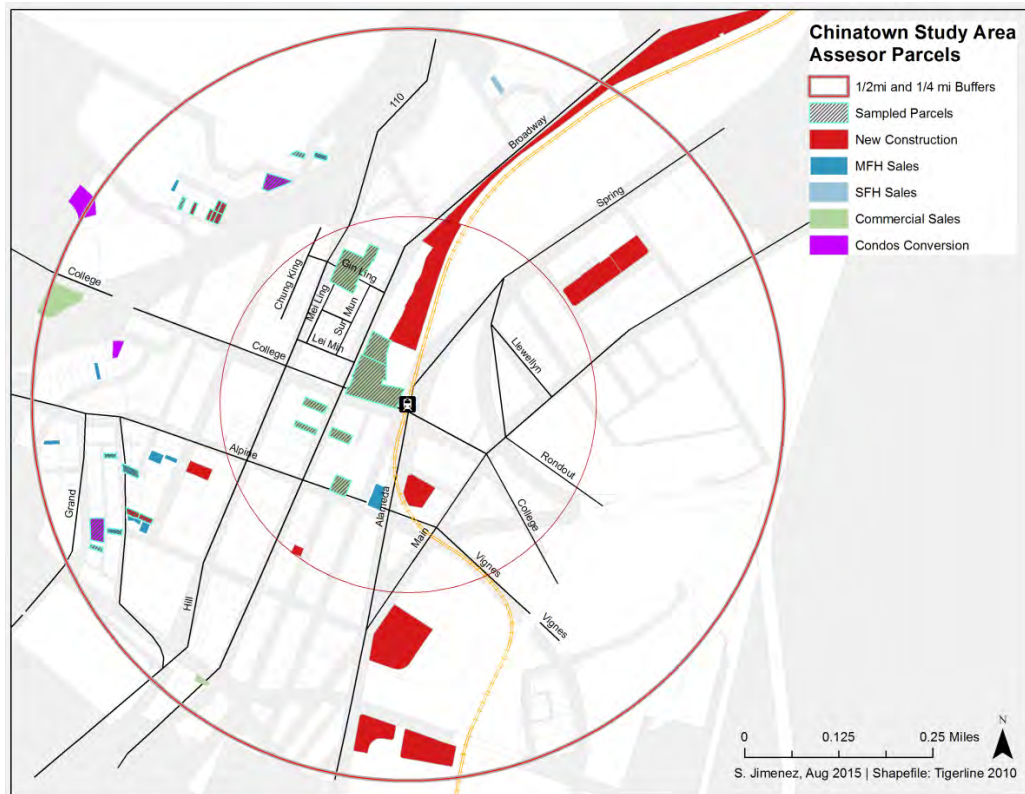 Chinatown Study Area
Assesor Parcels
1/2mi and 1/4 mi Buffers
Sampled Parcels
New Construction
MFH Sales
SFH Sales
Commercial Sales
Condos Conversion
110
Broadway
Spring
College
Chung King
Gin Ling
Mei Ling
Sun Mun
Lei Min
College
Llewellyn
Alpine
Grand
Rondout
College
Alameda
Main
Vignes
Vignes
Hill
N
0 0.125 0.25 Miles
S. Jimenez, Aug 2015 | Shapefile: Tigerline 2010